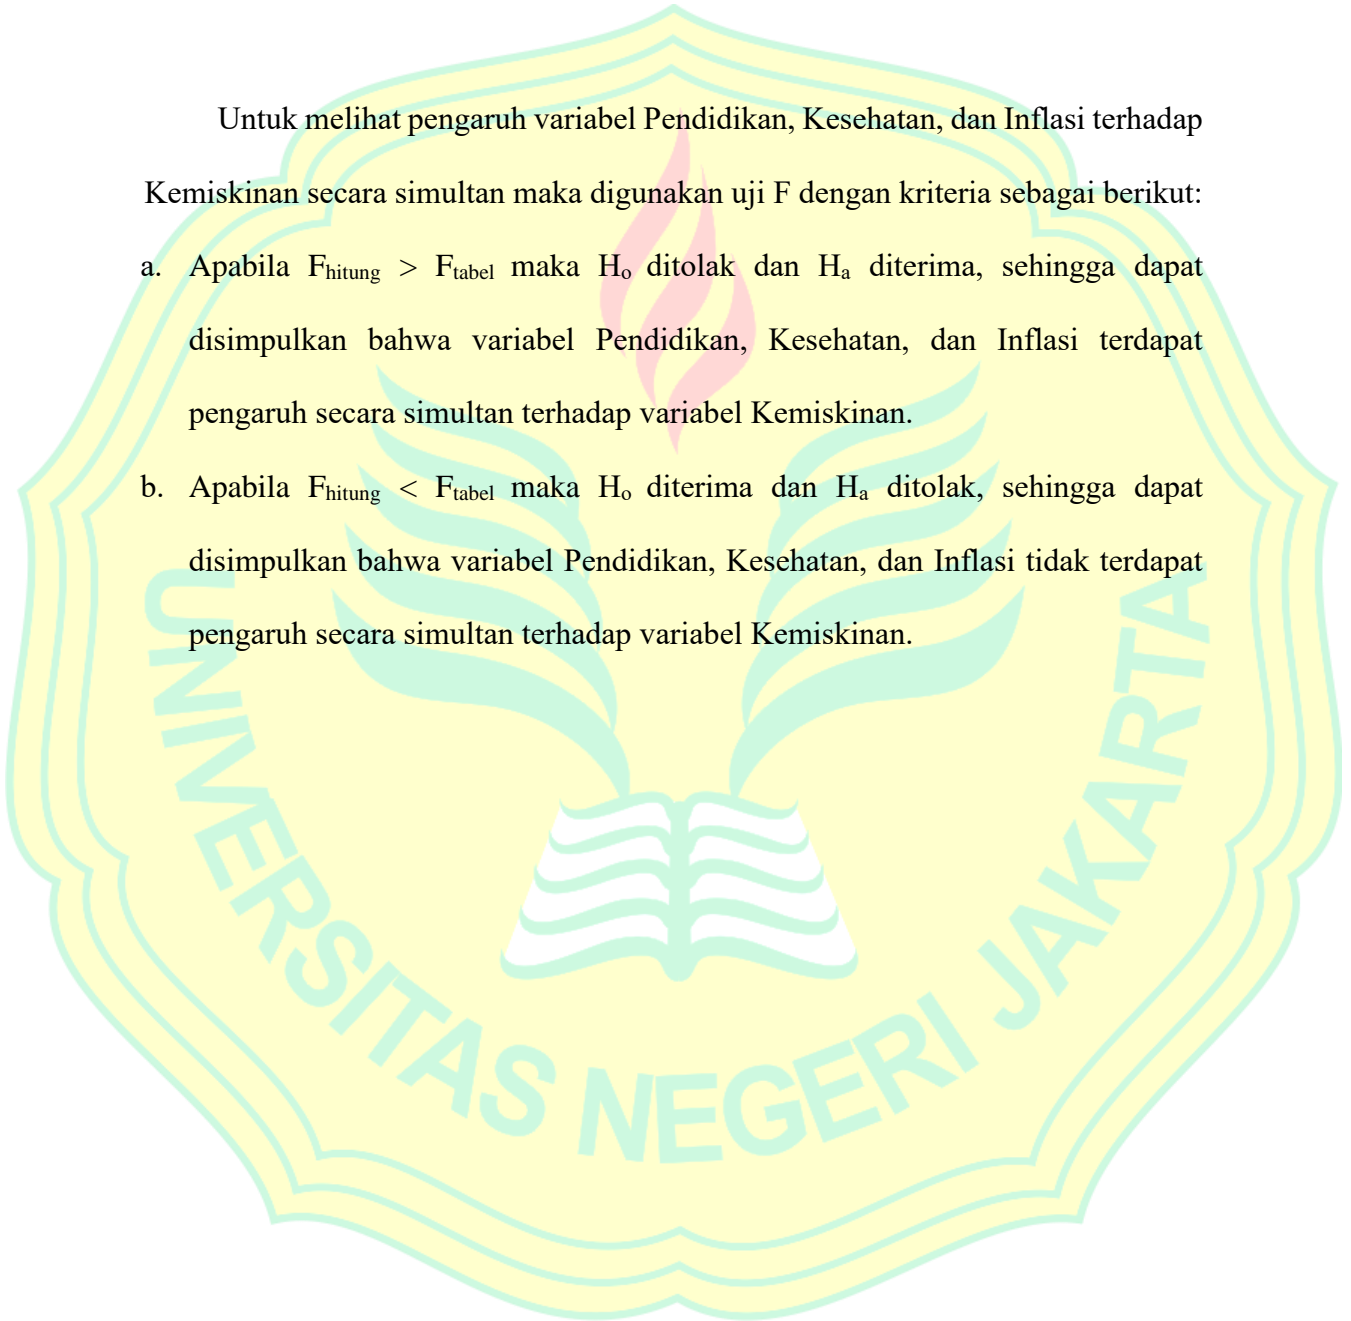 Untuk melihat pengaruh variabel Pendidikan, Kesehatan, dan Inflasi terhadap
Kemiskinan secara simultan maka digunakan uji F dengan kriteria sebagai berikut:
a. Apabila Fhitung > Ftabel maka Ho ditolak dan Ha diterima, sehingga dapat
disimpulkan bahwa variabel Pendidikan, Kesehatan, dan Inflasi terdapat
pengaruh secara simultan terhadap variabel Kemiskinan.
b. Apabila Fhitung < Ftabel maka Ho diterima dan Ha ditolak, sehingga dapat
disimpulkan bahwa variabel Pendidikan, Kesehatan, dan Inflasi tidak terdapat
pengaruh secara simultan terhadap variabel Kemiskinan.
UNIVERSITAS NEGERI JAKARTA